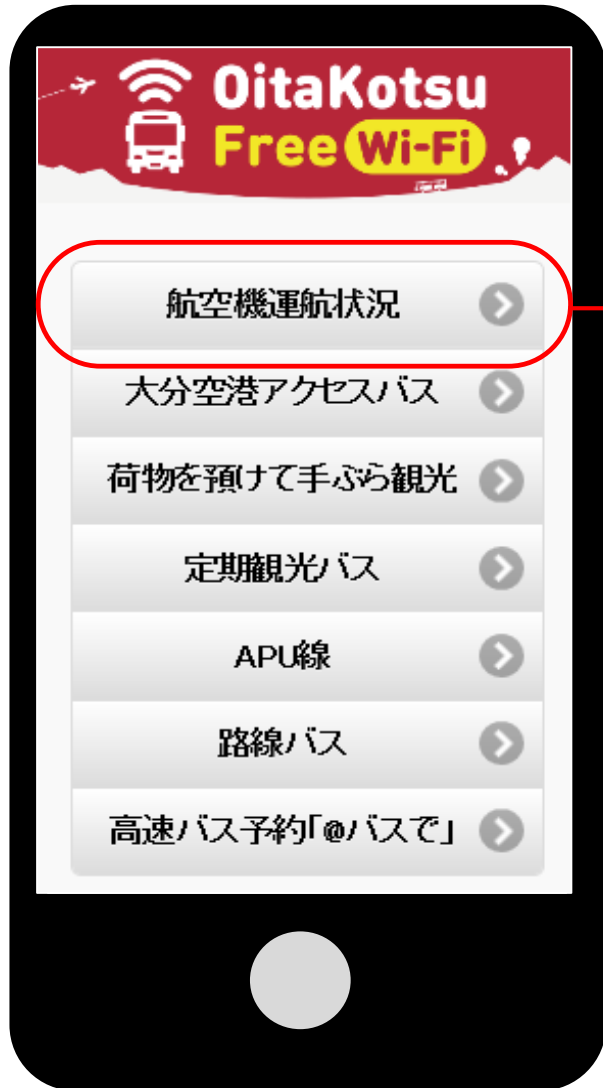 OitaKotsu
Free Wi-Fi
航空機運航状況
大分空港アクセスバス
荷物を預けて手ぶら観光
定期観光バス
APU線
路線バス
高速バス予約「@バスで」